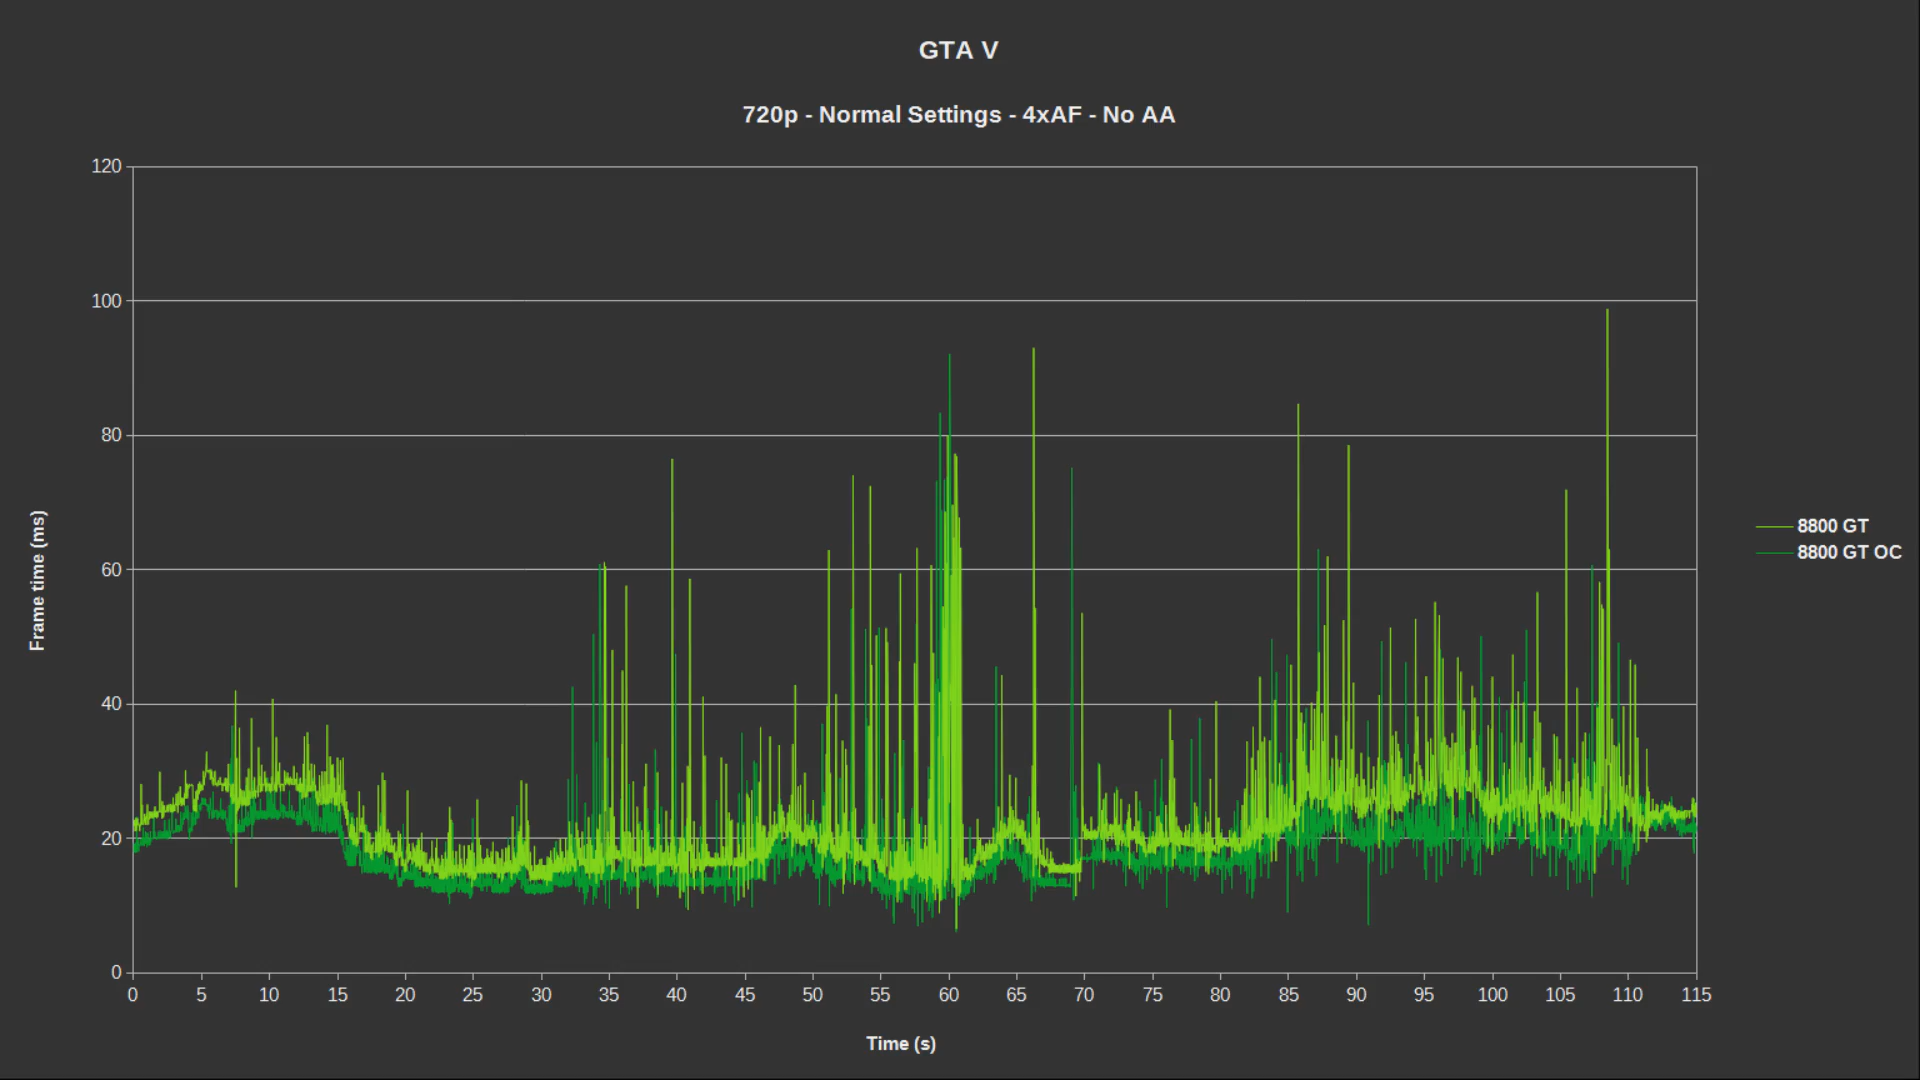 GTA V
720p - Normal Settings - 4xAF - No AA
120
100
80
60
40
20
0
Frame time (ms)
0 5 10 15 20 25 30 35 40 45 50 55 60 65 70 75 80 85 90 95 100 105 110 115
Time (s)
8800 GT
8800 GT OC